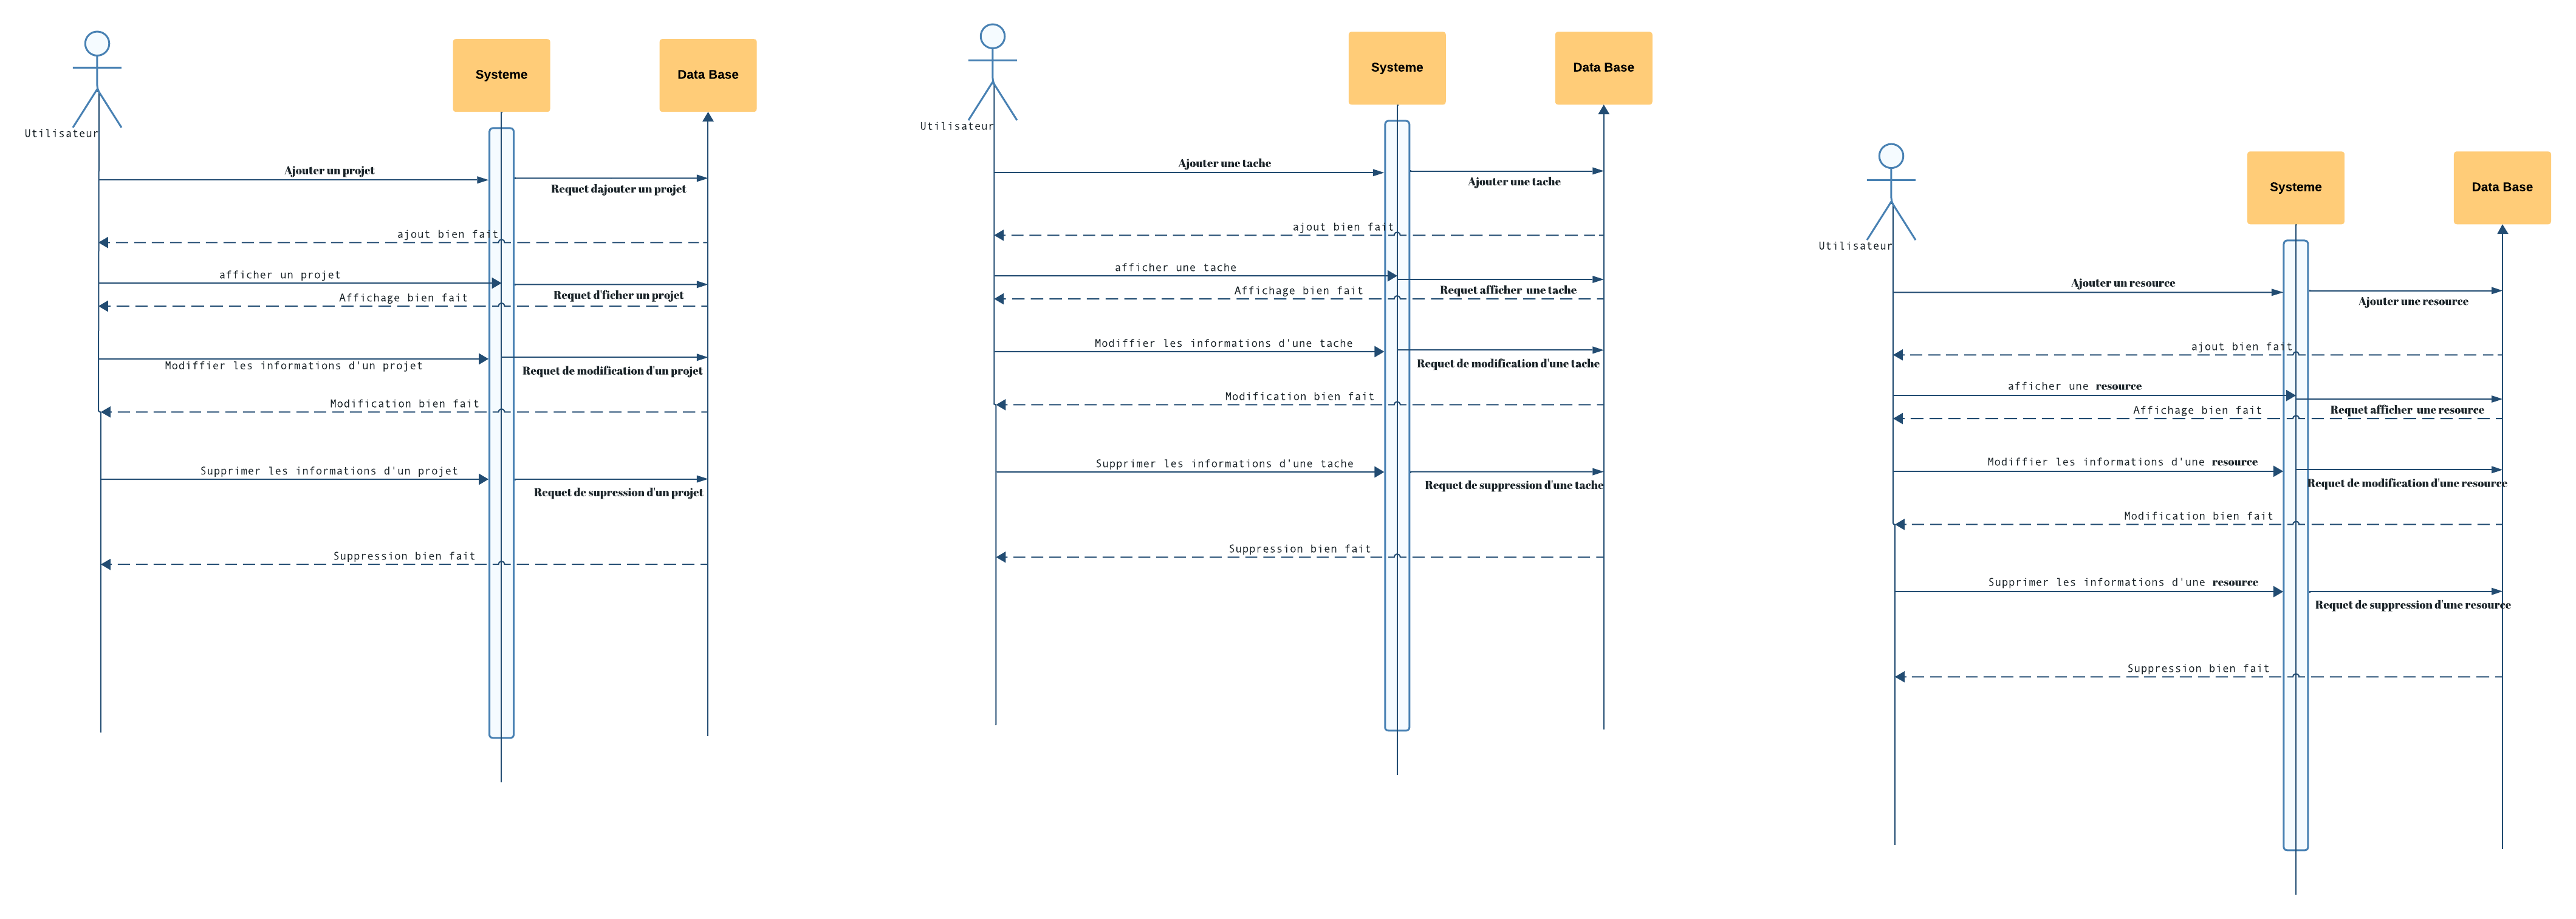 Systeme
Data Base
Utilisateur
Ajouter un projet
Requet dajouter un projet
ajout bien fait
afficher un projet
Requet d'ficher un projet
Affichage bien fait
Modiffier les informations d'un projet
Requet de modification d'un projet
Modification bien fait
Supprimer les informations d'un projet
Requet de supression d'un projet
Suppression bien fait
Systeme
Data Base
Utilisateur
Ajouter une tache
Ajouter une tache
ajout bien fait
afficher une tache
Requet afficher une tache
Affichage bien fait
Modiffier les informations d'une tache
Requet de modification d'une tache
Modification bien fait
Supprimer les informations d'une tache
Requet de suppression d'une tache
Suppression bien fait
Systeme
Data Base
Utilisateur
Ajouter un resource
Ajouter une resource
ajout bien fait
afficher une resource
Requet afficher une resource
Affichage bien fait
Modiffier les informations d'une resource
Requet de modification d'une resource
Modification bien fait
Supprimer les informations d'une resource
Requet de suppression d'une resource
Suppression bien fait